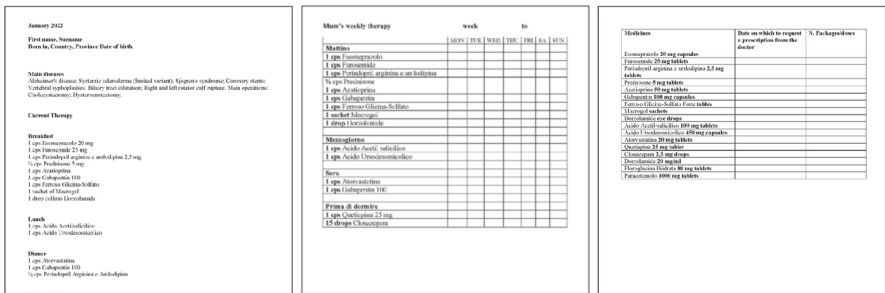 January 2022
First name, Surname
Born in, Country, Province Date of birth
Main diseases
Alzheimer's disease; Systemic scleroderma (limited variant); Sjogren's syndrome; Coronary stents;
Vertebral syphoplasties; Biliary tract dilatation; Right and left rotator cuff rupture. Main operations:
Cholecystectomy; Hysteroannectomy.
Current Therapy
Breakfast
1 cps Esomeprazolo 20 mg
1 cps Furosemide 25 mg
1 cps Perindopril arginine e amlodipina 2,5 mg
½ cps Prednisone 5 mg
1 cps Azatioprina
1 cps Gabapentin 100
1 cps Ferroso Glicina-Solfato
1 sachet of Macrogol
1 drop collirio Dorzolamide
Lunch
1 cps Acido Acetilsalicilico
1 cps Acido Ursodesossicolico
Dinner
1 cps Atorvastatina
1 cps Gabapentin 100
½ cps Perindopril Arginina e Amlodipina
Mum's weekly therapy week to
MON TUE WED THU FRI SA SUN
Mattino
1 cps Esomeprazolo
1 cps Furosemide
1 cps Perindopril arginina e amlodipina
½ cps Prednisone
1 cps Azatioprina
1 cps Gabapentin
1 cps Ferroso Glicina-Solfato
1 sachet Macrogol
1 drop Dorzolamide
Mezzogiorno
1 cps Acido Acetil salicilico
1 cps Acido Ursodesossicolico
Sera
1 cps Atorvastatina
1 cps Gabapentin 100
Prima di dormire
1 cps Quetiapina 25 mg
15 drops Clonazepam
Medicines Date on which to request N. Packages/doses
a prescription from the
doctor
Esomeprazolo 20 mg capsules
Furosemide 25 mg tablets
Perindopril arginina e amlodipina 2,5 mg
tablets
Prednisone 5 mg tablets
Azatioprina 50 mg tablets
Gabapentin 100 mg capsules
Ferroso Glicina-Solfato Forte tables
Macrogol sachets
Dorzolamide eye drops
Acido Acetil-salicilico 100 mg tablets
Acido Ursodesossicolico 450 mg capsules
Atorvastatina 20 mg tablets
Quetiapina 25 mg tablet
Clonazepam 2,5 mg drops
Dorzolamide 20 mg/ml
Floroglucina Biidrata 80 mg tablets
Paracetamolo 1000 mg tablets